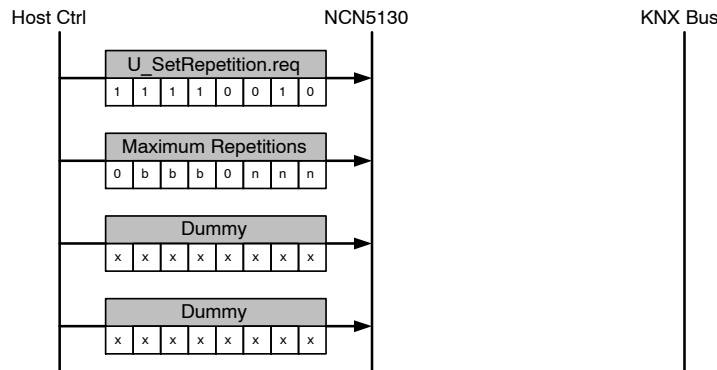 Host Ctrl NCN5130 KNX Bus
U_SetRepetition.req
1 1 1 1 0 0 1 0
Maximum Repetitions
0 b b b 0 n n n
Dummy
x x x x x x x x
Dummy
x x x x x x x x